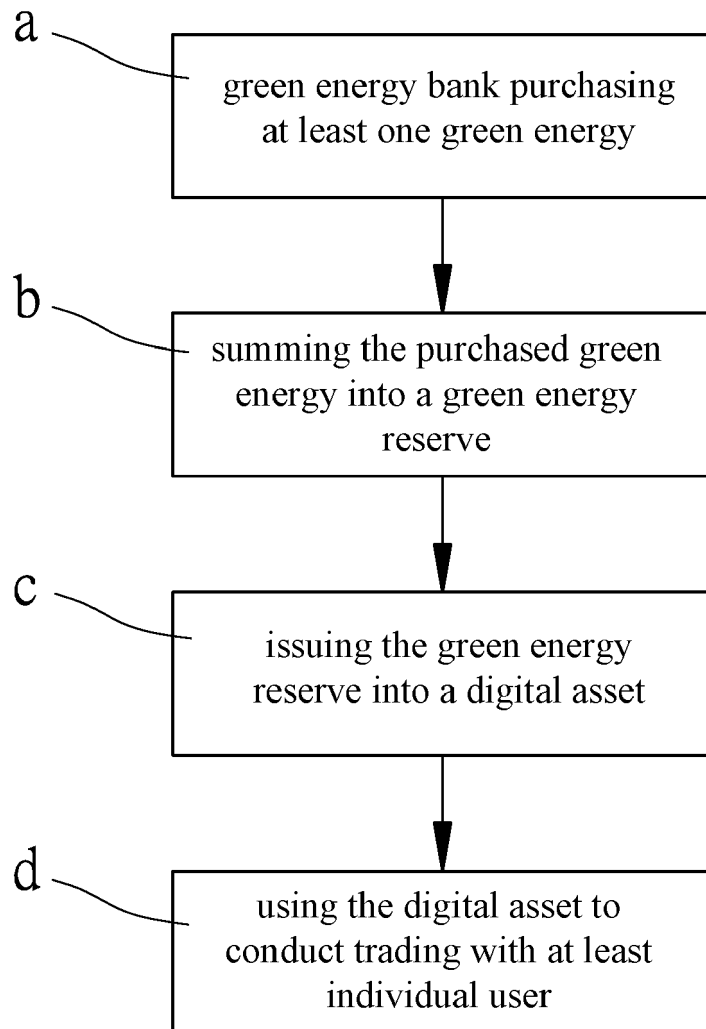 a
green energy bank purchasing
at least one green energy
b
summing the purchased green
energy into a green energy
reserve
c
issuing the green energy
reserve into a digital asset
d
using the digital asset to
conduct trading with at least
individual user